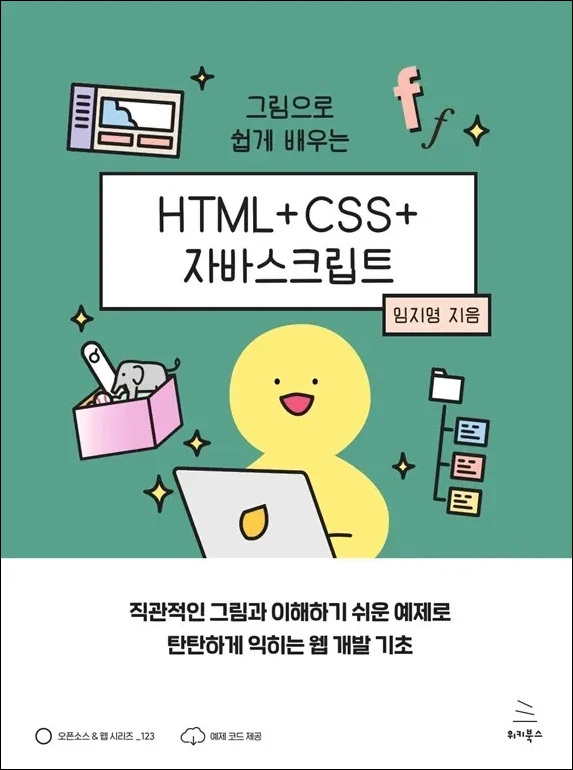 그림으로
쉽게 배우는
f f
HTML+CSS+
자바스크립트
임지명 지음
직관적인 그림과 이해하기 쉬운 예제로
탄탄하게 익히는 웹 개발 기초
오픈소스 & 웹 시리즈 _123
예제 코드 제공
위키북스